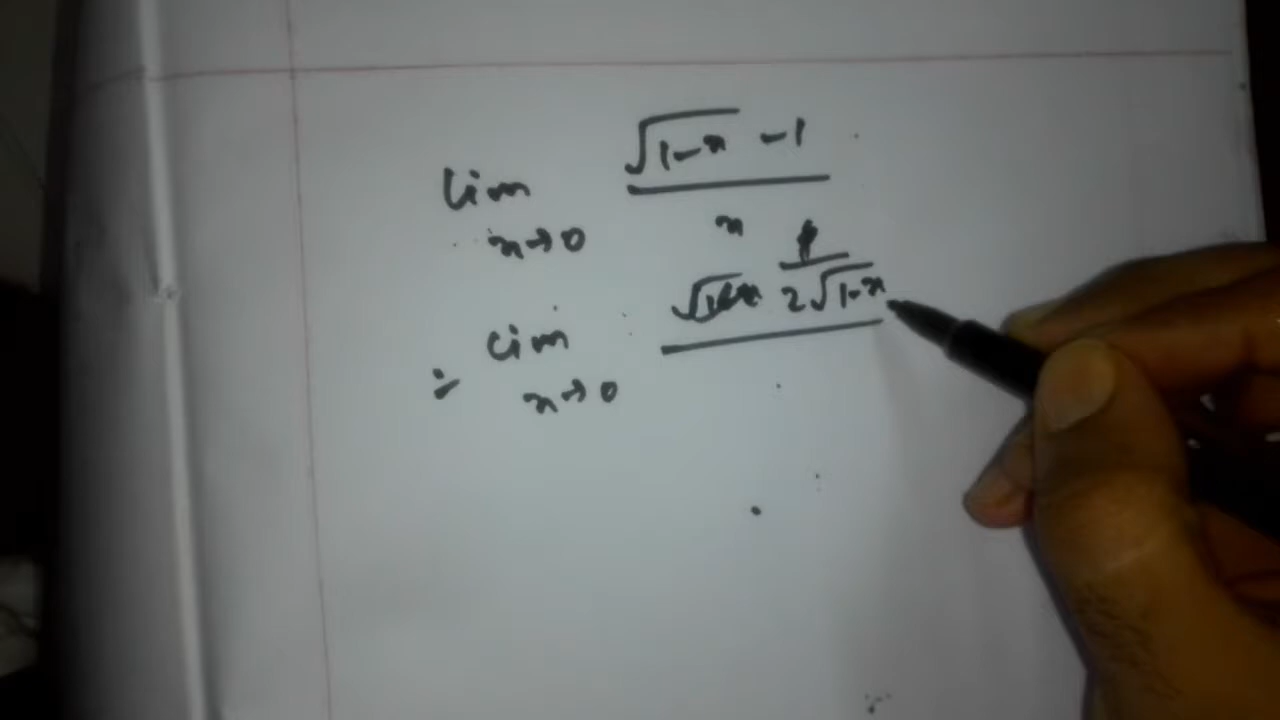 lim √1-x -1
x→0 x
1
= lim 2√1-x
x→0